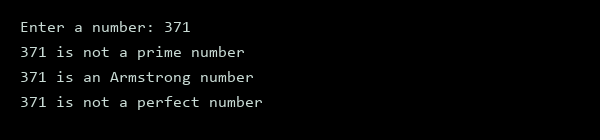 Enter a number: 371
371 is not a prime number
371 is an Armstrong number
371 is not a perfect number